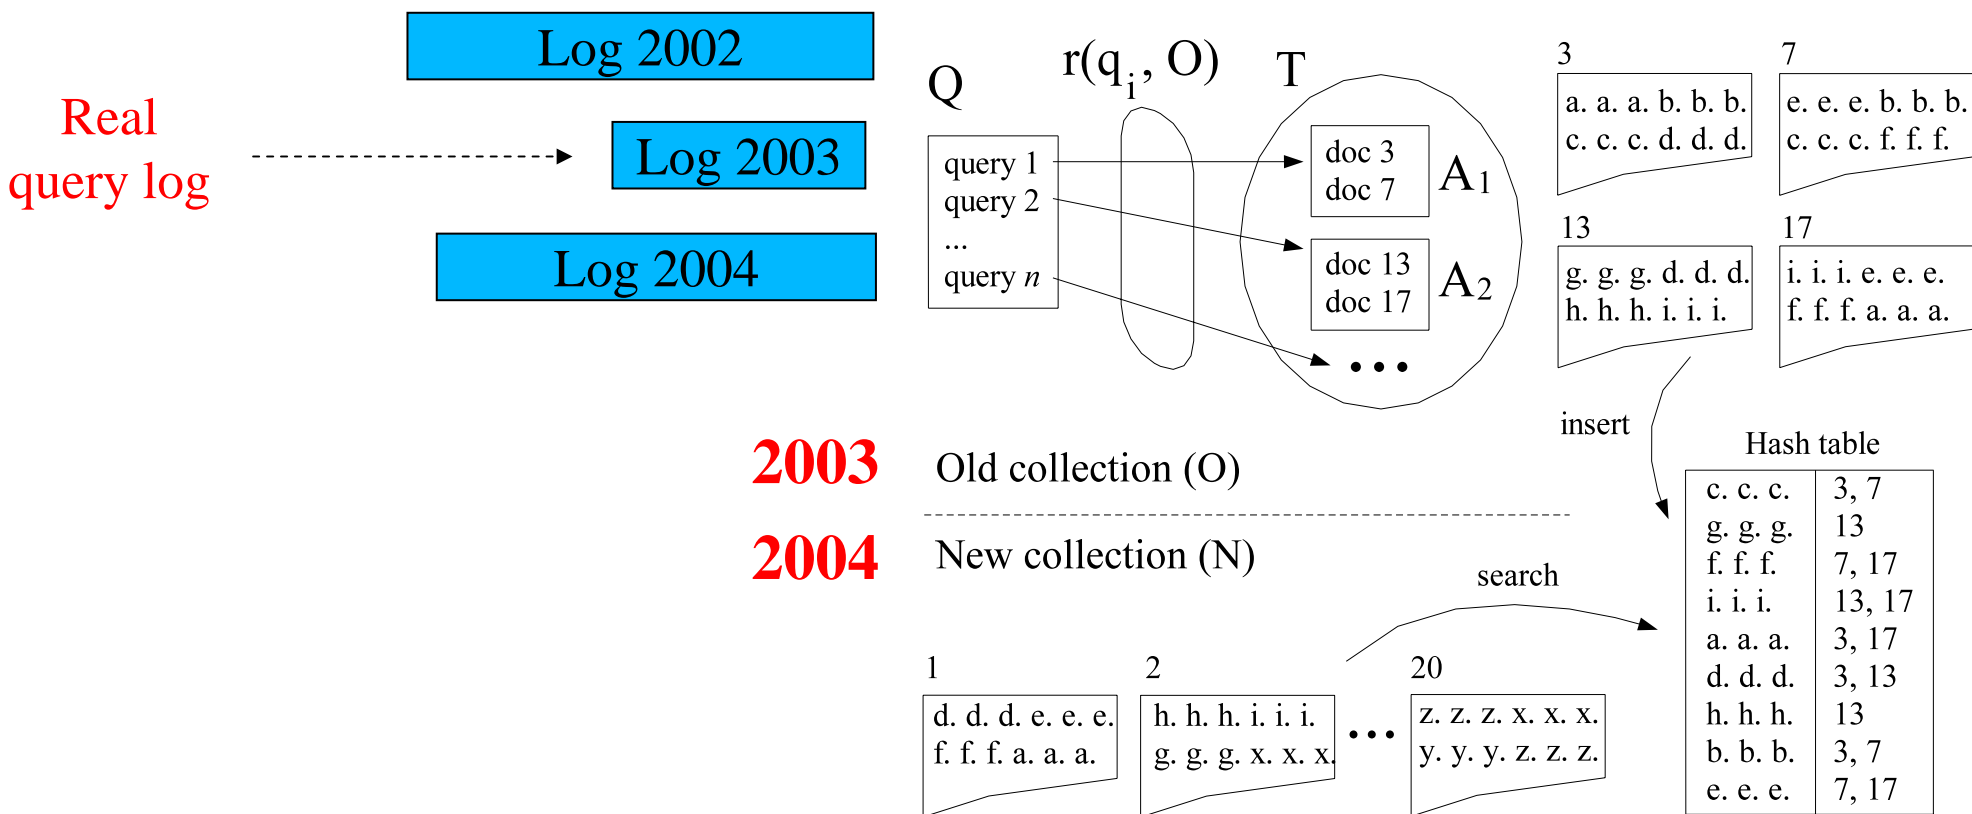 Log 2002
Real
query log
Log 2003
Log 2004
Q
r(qi, O)
T
query 1
query 2
...
query n
doc 3
doc 7
A1
doc 13
doc 17
A2
...
3
a. a. a. b. b. b.
c. c. c. d. d. d.
7
e. e. e. b. b. b.
c. c. c. f. f. f.
13
g. g. g. d. d. d.
h. h. h. i. i. i.
17
i. i. i. e. e. e.
f. f. f. a. a. a.
insert
2003
Old collection (O)
2004
New collection (N)
search
Hash table
c. c. c. 3, 7
g. g. g. 13
f. f. f. 7, 17
i. i. i. 13, 17
a. a. a. 3, 17
d. d. d. 3, 13
h. h. h. 13
b. b. b. 3, 7
e. e. e. 7, 17
1
d. d. d. e. e. e.
f. f. f. a. a. a.
2
h. h. h. i. i. i.
g. g. g. x. x. x.
...
20
z. z. z. x. x. x.
y. y. y. z. z. z.